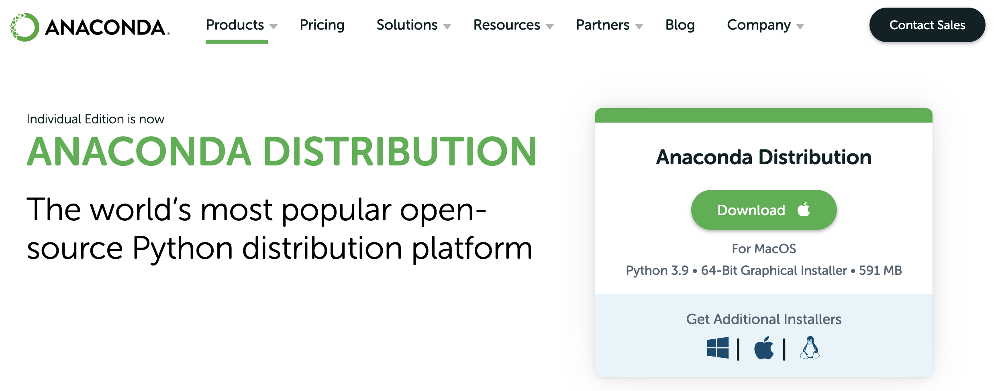 ANACONDA®
Products Pricing Solutions Resources Partners Blog Company Contact Sales
Individual Edition is now
ANACONDA DISTRIBUTION
The world’s most popular open-
source Python distribution platform
Anaconda Distribution
Download
For MacOS
Python 3.9 • 64-Bit Graphical Installer • 591 MB
Get Additional Installers